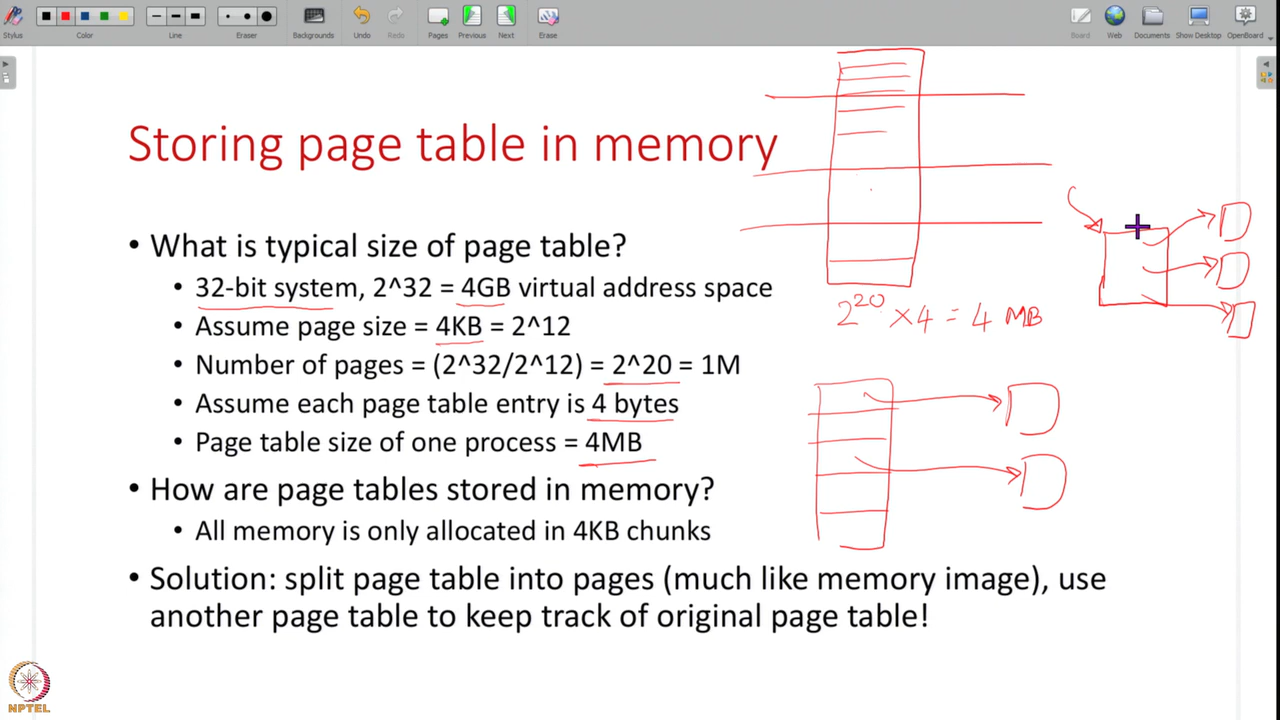 Stylus
Color
Line
Eraser
Backgrounds
Undo
Redo
Pages
Previous
Next
Erase
Board
Web
Documents
Show Desktop
OpenBoard
Storing page table in memory
• What is typical size of page table?
• 32-bit system, 2^32 = 4GB virtual address space
• Assume page size = 4KB = 2^12
• Number of pages = (2^32/2^12) = 2^20 = 1M
• Assume each page table entry is 4 bytes
• Page table size of one process = 4MB
2^20 × 4 = 4 MB
• How are page tables stored in memory?
• All memory is only allocated in 4KB chunks
• Solution: split page table into pages (much like memory image), use
another page table to keep track of original page table!
NPTEL